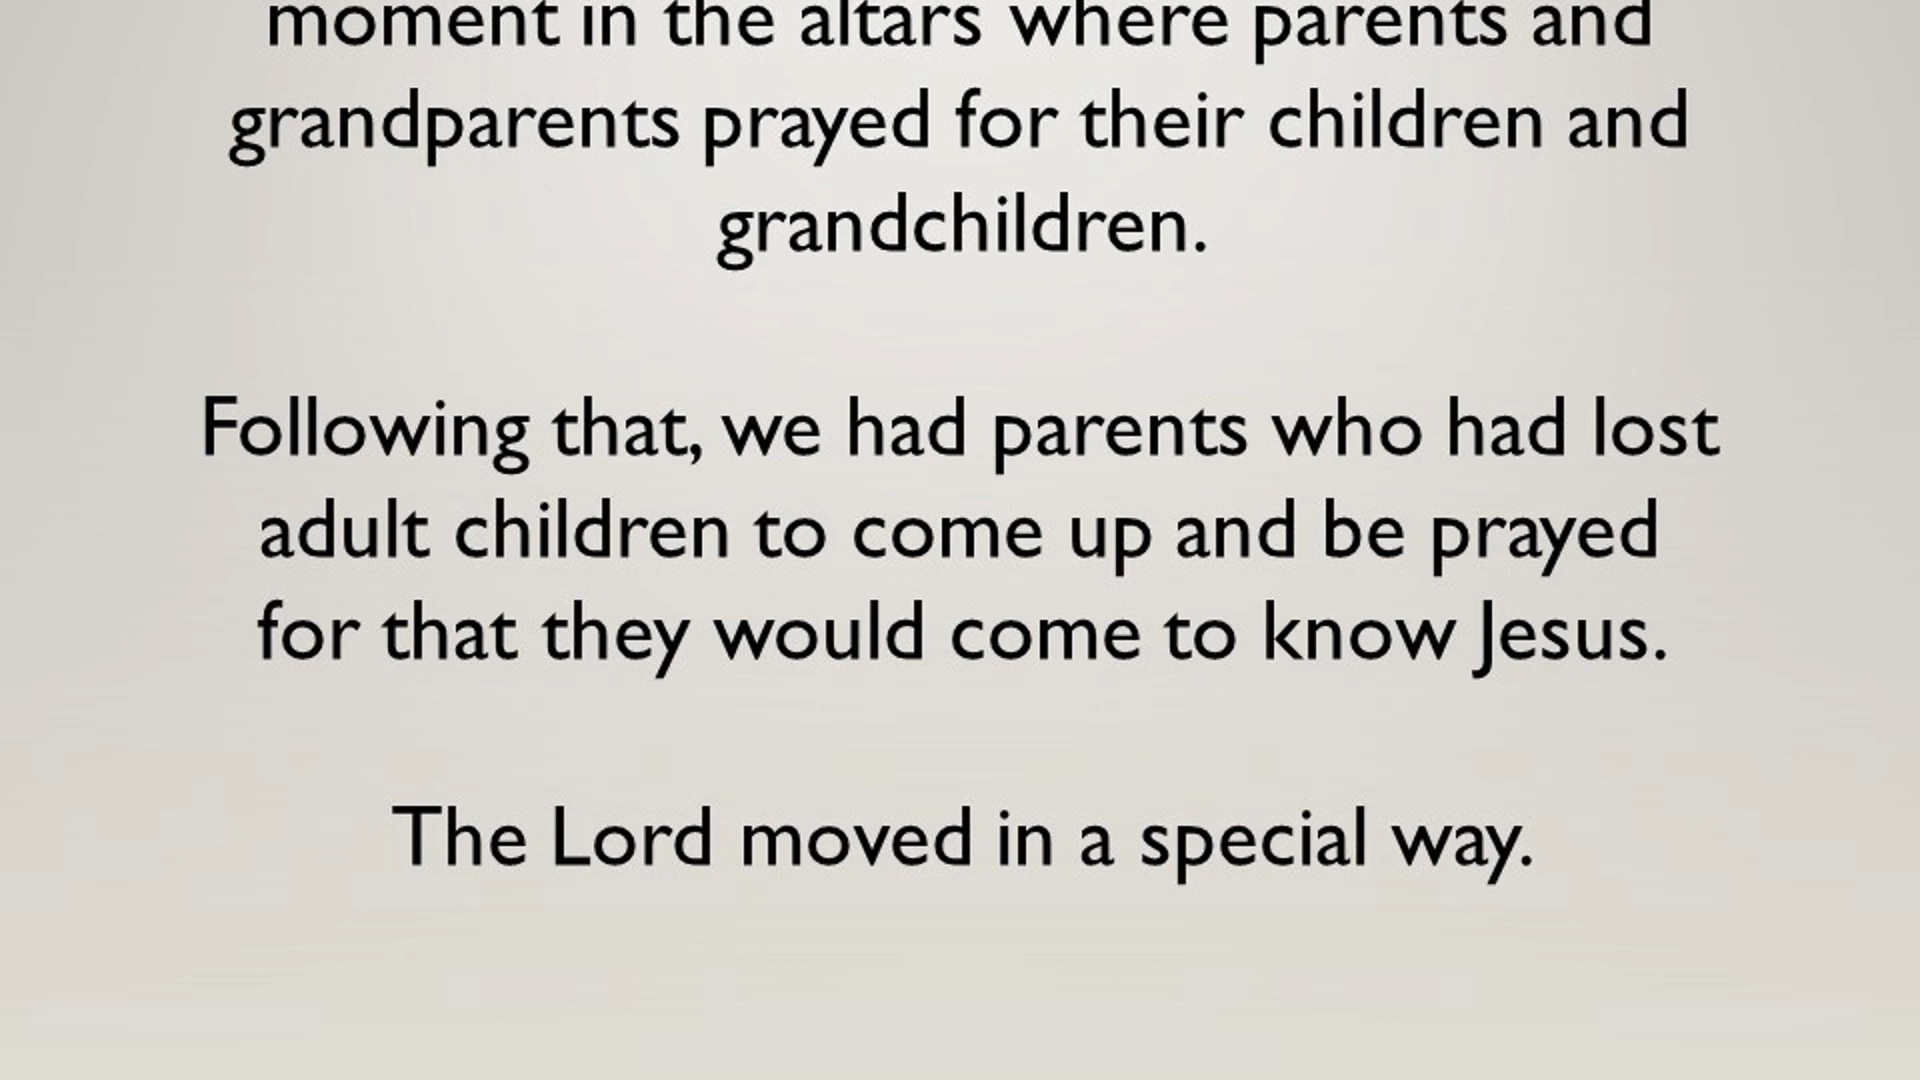 moment in the altars where parents and
grandparents prayed for their children and
grandchildren.
Following that, we had parents who had lost
adult children to come up and be prayed
for that they would come to know Jesus.
The Lord moved in a special way.